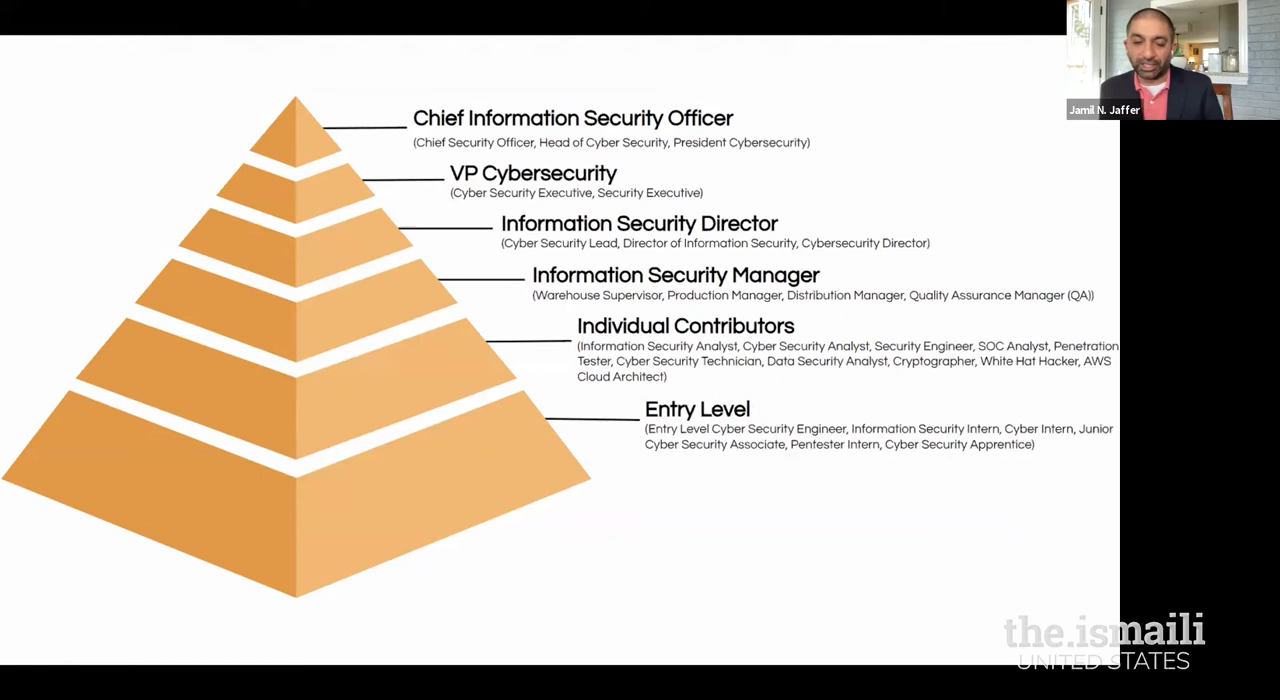 Jamil N. Jaffer
Chief Information Security Officer
(Chief Security Officer, Head of Cyber Security, President Cybersecurity)
VP Cybersecurity
(Cyber Security Executive, Security Executive)
Information Security Director
(Cyber Security Lead, Director of Information Security, Cybersecurity Director)
Information Security Manager
(Warehouse Supervisor, Production Manager, Distribution Manager, Quality Assurance Manager (QA))
Individual Contributors
(Information Security Analyst, Cyber Security Analyst, Security Engineer, SOC Analyst, Penetration
Tester, Cyber Security Technician, Data Security Analyst, Cryptographer, White Hat Hacker, AWS
Cloud Architect)
Entry Level
(Entry Level Cyber Security Engineer, Information Security Intern, Cyber Intern, Junior
Cyber Security Associate, Pentester Intern, Cyber Security Apprentice)
the.ismaili
UNITED STATES